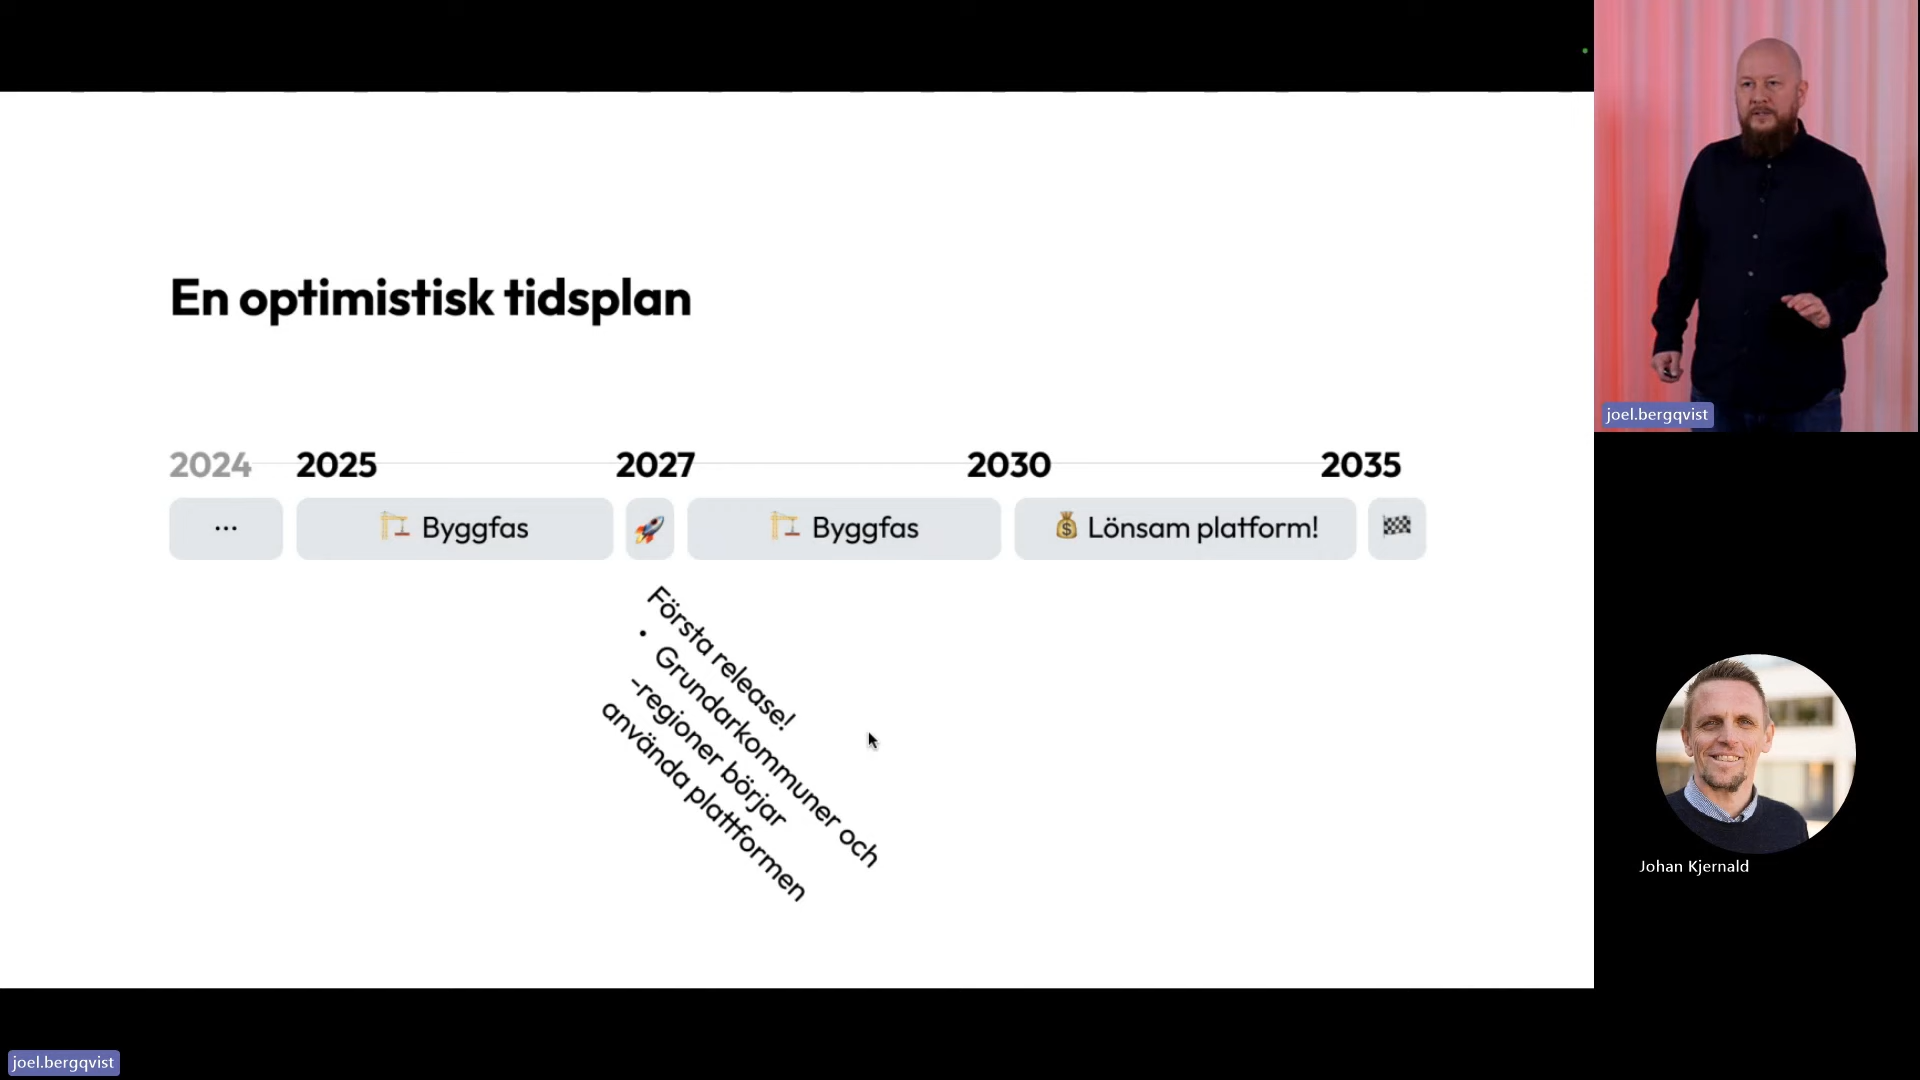 En optimistisk tidsplan
2024 2025 2027 2030 2035
... Byggfas Byggfas Lönsam platform!
Första release!
• Grundarkommuner och
-regioner börjar
använda plattformen
joel.bergqvist
Johan Kjernald
joel.bergqvist